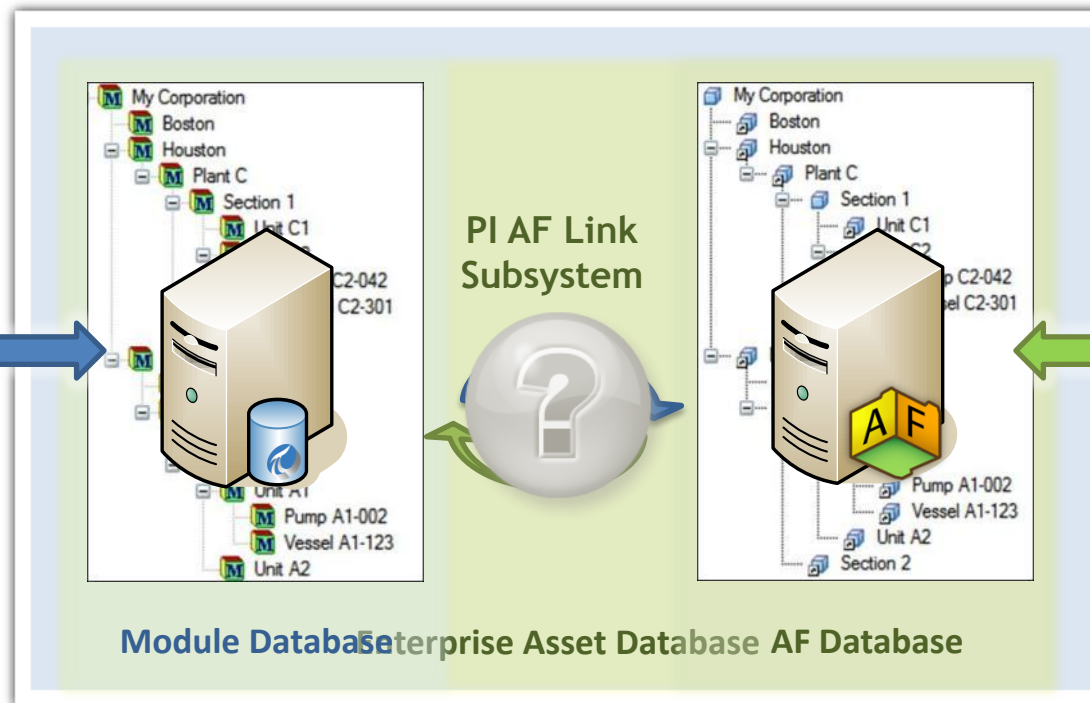 My Corporation
Boston
Houston
Plant C
Section 1
Unit C1
C2-042
C2-301
Unit A1
Pump A1-002
Vessel A1-123
Unit A2
PI AF Link
Subsystem
?
My Corporation
Boston
Houston
Plant C
Section 1
Unit C1
C2
C2-042
C2-301
A F
Pump A1-002
Vessel A1-123
Unit A2
Section 2
Module Database
Enterprise Asset Database
AF Database